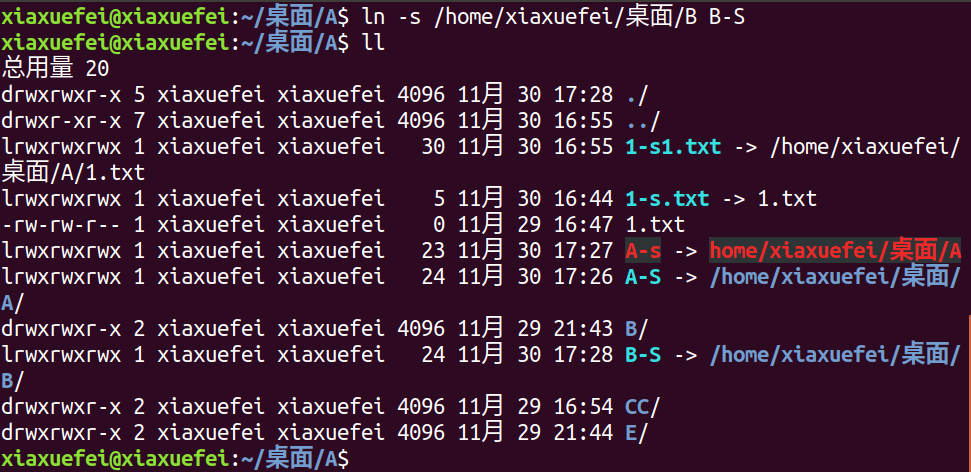 xiaxuefei@xiaxuefei:~/桌面/A$ ln -s /home/xiaxuefei/桌面/B B-S
xiaxuefei@xiaxuefei:~/桌面/A$ ll
总用量 20
drwxrwxr-x 5 xiaxuefei xiaxuefei 4096 11月 30 17:28 ./
drwxr-xr-x 7 xiaxuefei xiaxuefei 4096 11月 30 16:55 ../
lrwxrwxrwx 1 xiaxuefei xiaxuefei   30 11月 30 16:55 1-s1.txt -> /home/xiaxuefei/
桌面/A/1.txt
lrwxrwxrwx 1 xiaxuefei xiaxuefei    5 11月 30 16:44 1-s.txt -> 1.txt
-rw-rw-r-- 1 xiaxuefei xiaxuefei    0 11月 29 16:47 1.txt
lrwxrwxrwx 1 xiaxuefei xiaxuefei   23 11月 30 17:27 A-s -> home/xiaxuefei/桌面/A
lrwxrwxrwx 1 xiaxuefei xiaxuefei   24 11月 30 17:26 A-S -> /home/xiaxuefei/桌面/
A/
drwxrwxr-x 2 xiaxuefei xiaxuefei 4096 11月 29 21:43 B/
lrwxrwxrwx 1 xiaxuefei xiaxuefei   24 11月 30 17:28 B-S -> /home/xiaxuefei/桌面/
B/
drwxrwxr-x 2 xiaxuefei xiaxuefei 4096 11月 29 16:54 CC/
drwxrwxr-x 2 xiaxuefei xiaxuefei 4096 11月 29 21:44 E/
xiaxuefei@xiaxuefei:~/桌面/A$